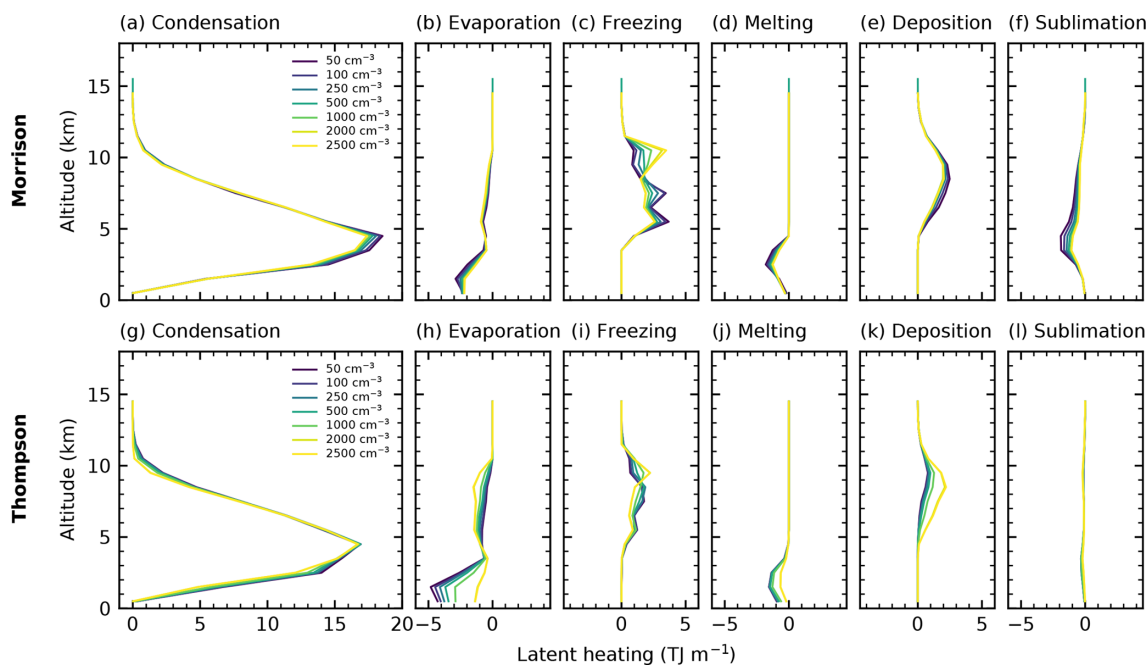 (a) Condensation
(b) Evaporation
(c) Freezing
(d) Melting
(e) Deposition
(f) Sublimation
Morrison
Altitude (km)
15
10
5
0
50 cm⁻³
100 cm⁻³
250 cm⁻³
500 cm⁻³
1000 cm⁻³
2000 cm⁻³
2500 cm⁻³
(g) Condensation
(h) Evaporation
(i) Freezing
(j) Melting
(k) Deposition
(l) Sublimation
Thompson
Altitude (km)
15
10
5
0
50 cm⁻³
100 cm⁻³
250 cm⁻³
500 cm⁻³
1000 cm⁻³
2000 cm⁻³
2500 cm⁻³
0 5 10 15 20
−5 0
0 5
0
0 5
−5 0
Latent heating (TJ m⁻¹)